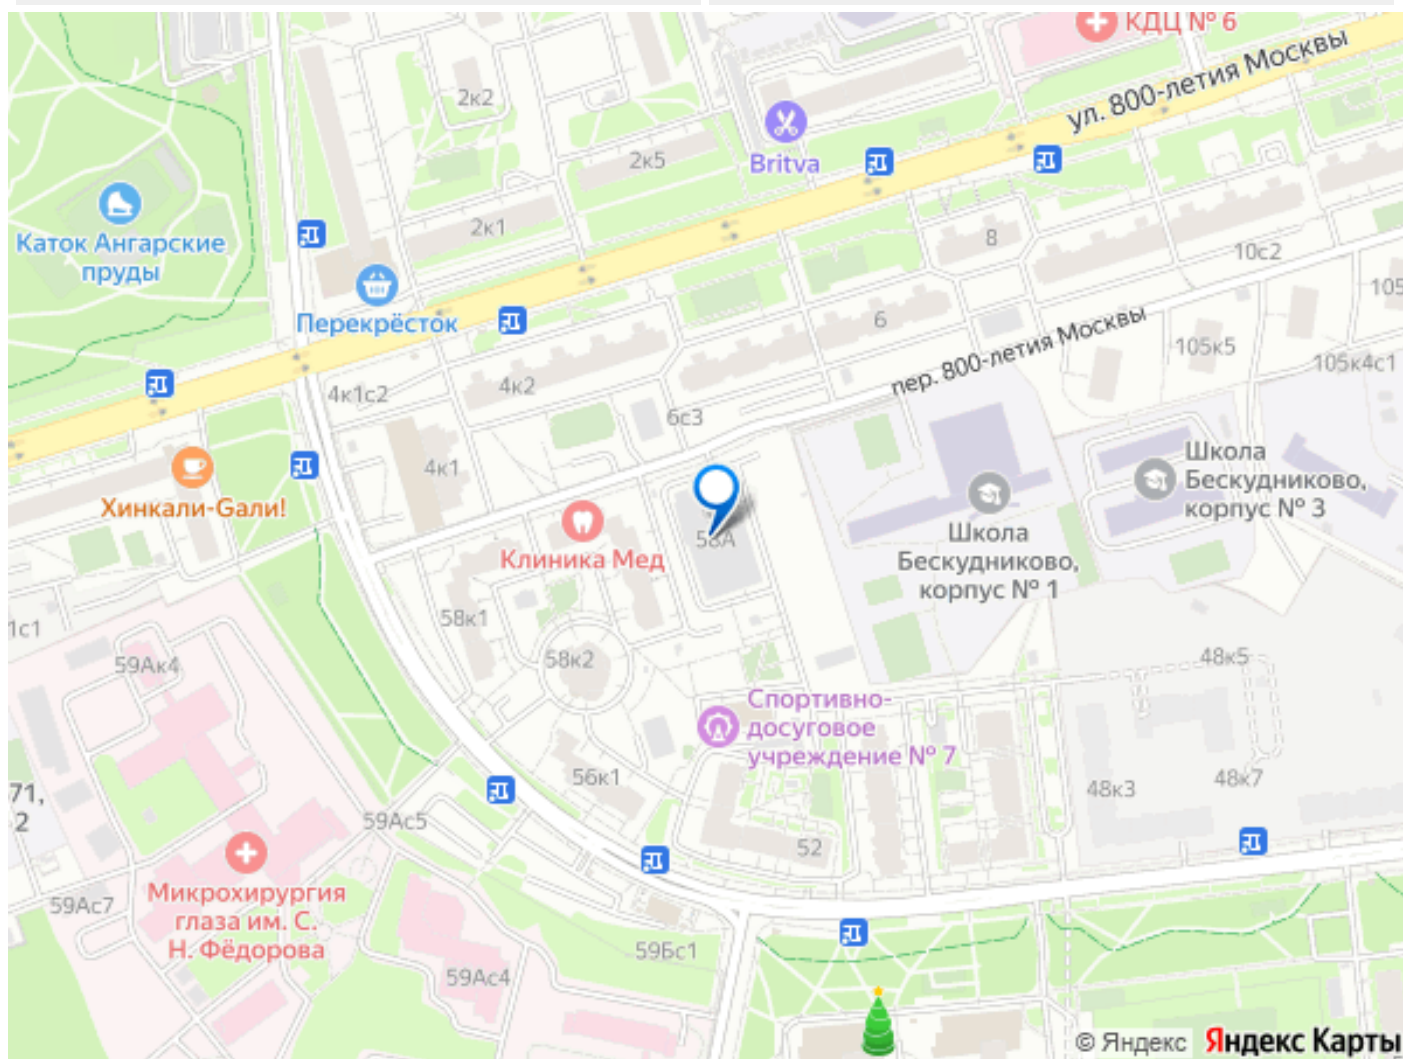 КДЦ № 6
ул. 800-летия Москвы
2к2
Britva
2к5
Каток Ангарские
пруды
2к1
8
10с2
Перекрёсток
6
105
пер. 800-летия Москвы
105к5
105к4с1
4к1с2
4к2
6с3
4к1
Хинкали-Gали!
Школа
Бескудниково,
корпус № 3
Клиника Мед
58А
Школа
Бескудниково,
корпус № 1
1с1
58к1
59Ак4
58к2
48к5
Спортивно-
досуговое
учреждение № 7
56к1
48к7
48к3
71,
2
59Ас5
52
59Ас7
Микрохирургия
глаза им. С.
Н. Фёдорова
59Бс1
59Ас4
© Яндекс Яндекс Карты